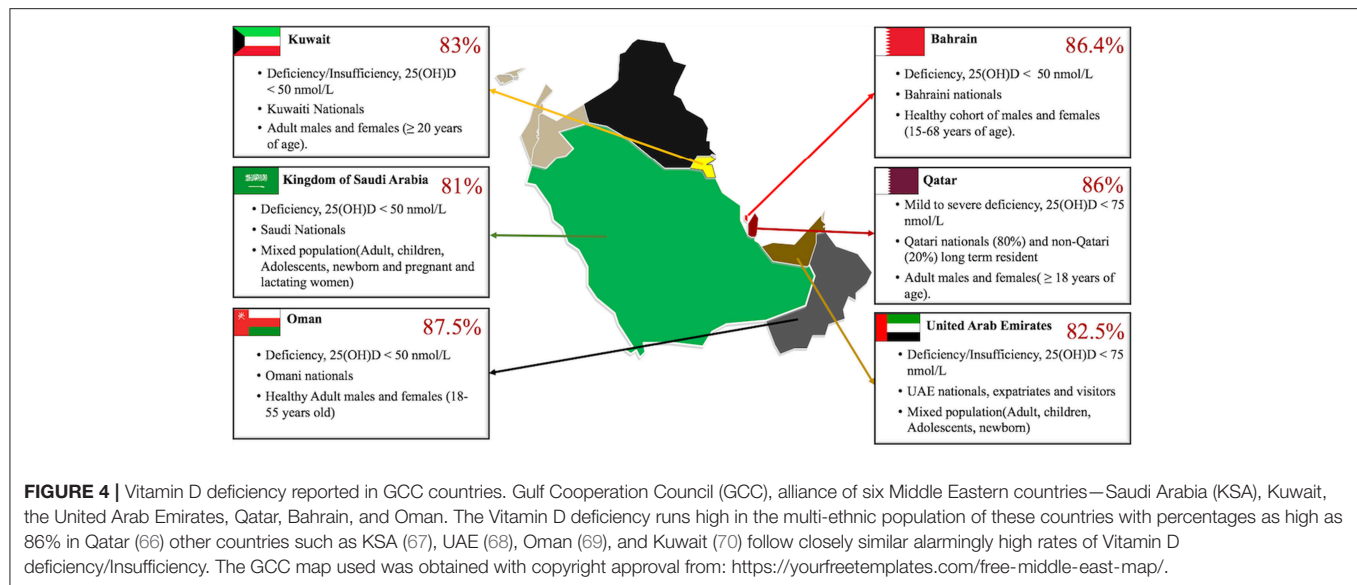 Kuwait 83%
• Deficiency/Insufficiency, 25(OH)D
< 50 nmol/L
• Kuwaiti Nationals
• Adult males and females (≥ 20 years
of age).
Kingdom of Saudi Arabia 81%
• Deficiency, 25(OH)D < 50 nmol/L
• Saudi Nationals
• Mixed population(Adult, children,
Adolescents, newborn and pregnant and
lactating women)
Oman 87.5%
• Deficiency, 25(OH)D < 50 nmol/L
• Omani nationals
• Healthy Adult males and females (18-
55 years old)
Bahrain 86.4%
• Deficiency, 25(OH)D < 50 nmol/L
• Bahraini nationals
• Healthy cohort of males and females
(15-68 years of age).
Qatar 86%
• Mild to severe deficiency, 25(OH)D < 75
nmol/L
• Qatari nationals (80%) and non-Qatari
(20%) long term resident
• Adult males and females( ≥ 18 years of
age).
United Arab Emirates 82.5%
• Deficiency/Insufficiency, 25(OH)D < 75
nmol/L
• UAE nationals, expatriates and visitors
• Mixed population(Adult, children,
Adolescents, newborn)
FIGURE 4 | Vitamin D deficiency reported in GCC countries. Gulf Cooperation Council (GCC), alliance of six Middle Eastern countries—Saudi Arabia (KSA), Kuwait,
the United Arab Emirates, Qatar, Bahrain, and Oman. The Vitamin D deficiency runs high in the multi-ethnic population of these countries with percentages as high as
86% in Qatar (66) other countries such as KSA (67), UAE (68), Oman (69), and Kuwait (70) follow closely similar alarmingly high rates of Vitamin D
deficiency/Insufficiency. The GCC map used was obtained with copyright approval from: https://yourfreetemplates.com/free-middle-east-map/.